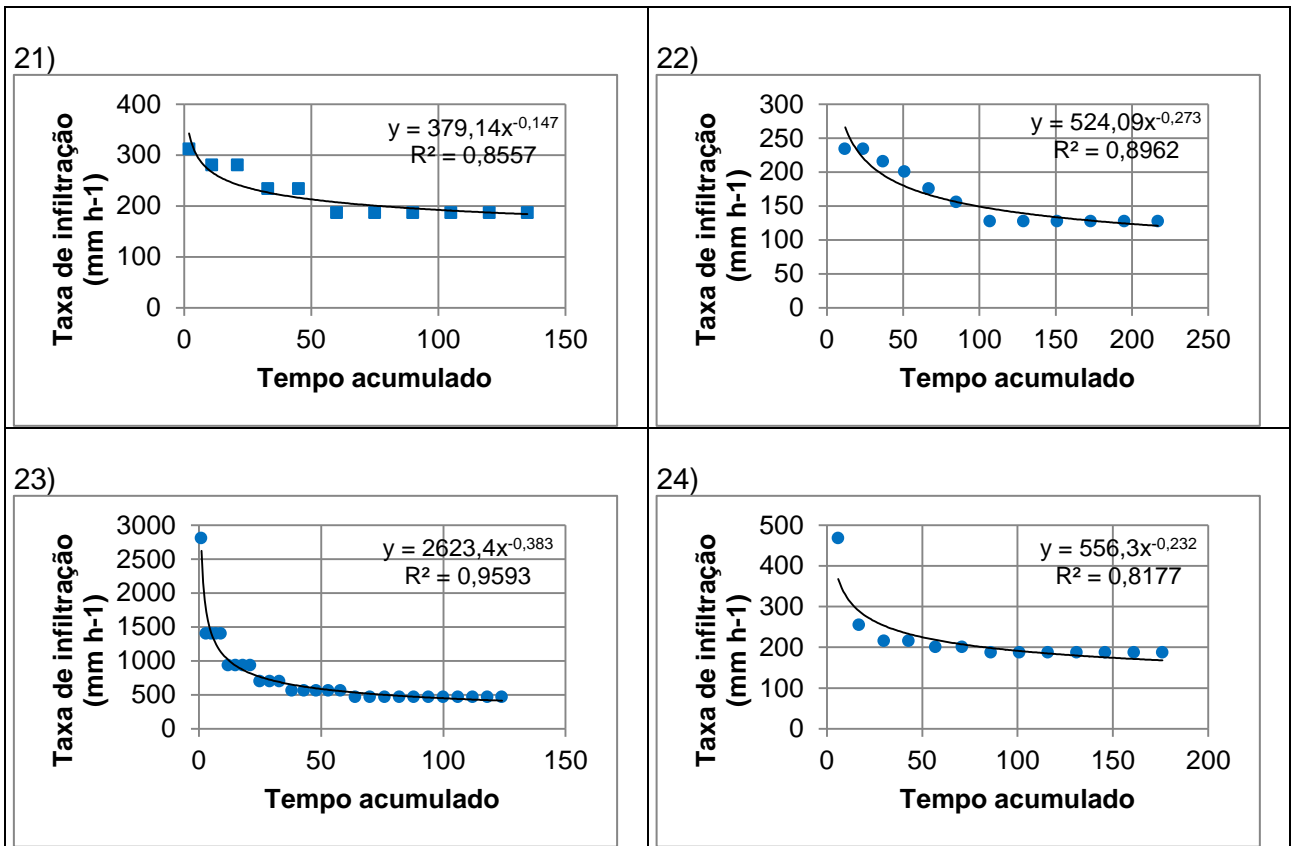 21)
Taxa de infiltração
(mm h-1)
400
300
200
100
0
y = 379,14x^-0,147
R² = 0,8557
0 50 100 150
Tempo acumulado
22)
Taxa de infiltração
(mm h-1)
300
250
200
150
100
50
0
y = 524,09x^-0,273
R² = 0,8962
0 50 100 150 200 250
Tempo acumulado
23)
Taxa de infiltração
(mm h-1)
3000
2500
2000
1500
1000
500
0
y = 2623,4x^-0,383
R² = 0,9593
0 50 100 150
Tempo acumulado
24)
Taxa de infiltração
(mm h-1)
500
400
300
200
100
0
y = 556,3x^-0,232
R² = 0,8177
0 50 100 150 200
Tempo acumulado